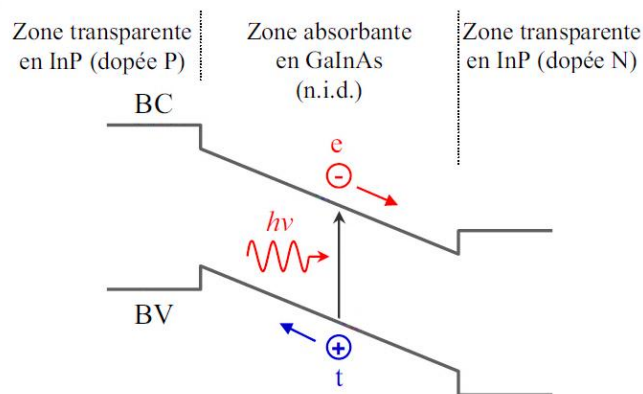 Zone transparente
en InP (dopée P)
Zone absorbante
en GaInAs
(n.i.d.)
Zone transparente
en InP (dopée N)
BC
e
-
hν
BV
+
t